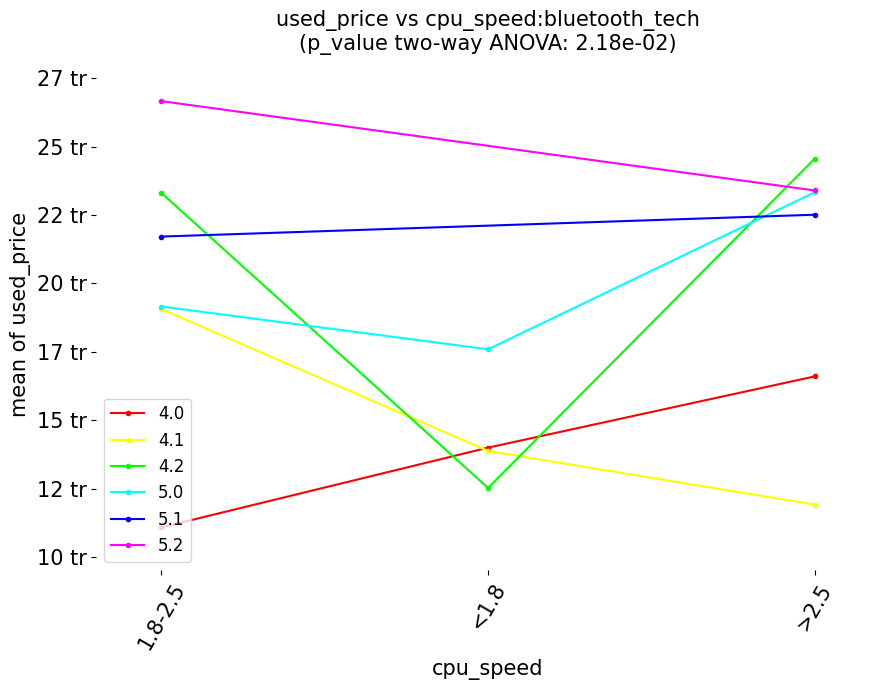 used_price vs cpu_speed:bluetooth_tech
(p_value two-way ANOVA: 2.18e-02)
27 tr
25 tr
22 tr
20 tr
17 tr
15 tr
12 tr
10 tr
mean of used_price
4.0
4.1
4.2
5.0
5.1
5.2
1.8-2.5
<1.8
>2.5
cpu_speed